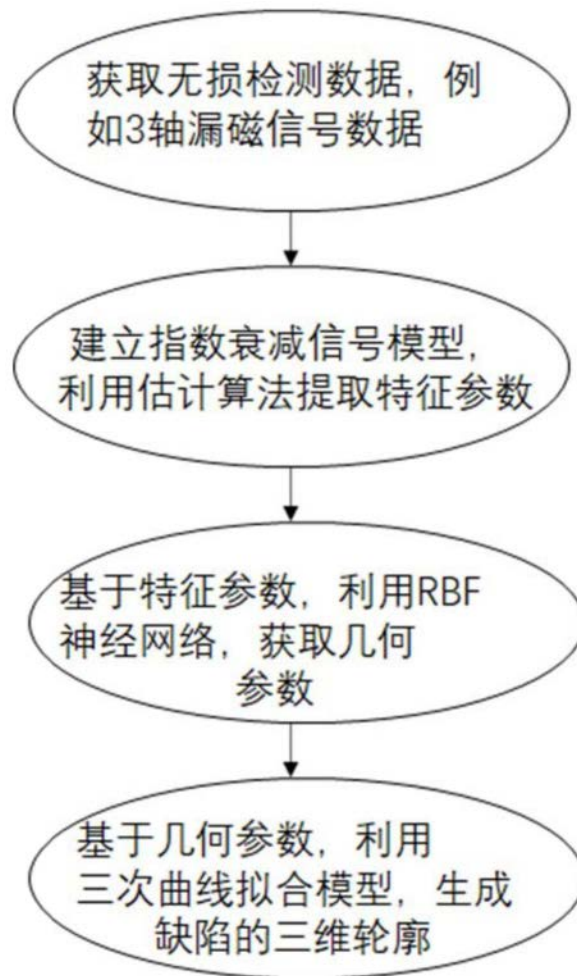 获取无损检测数据，例
如3轴漏磁信号数据
建立指数衰减信号模型，
利用估计算法提取特征参数
基于特征参数，利用RBF
神经网络，获取几何
参数
基于几何参数，利用
三次曲线拟合模型，生成
缺陷的三维轮廓